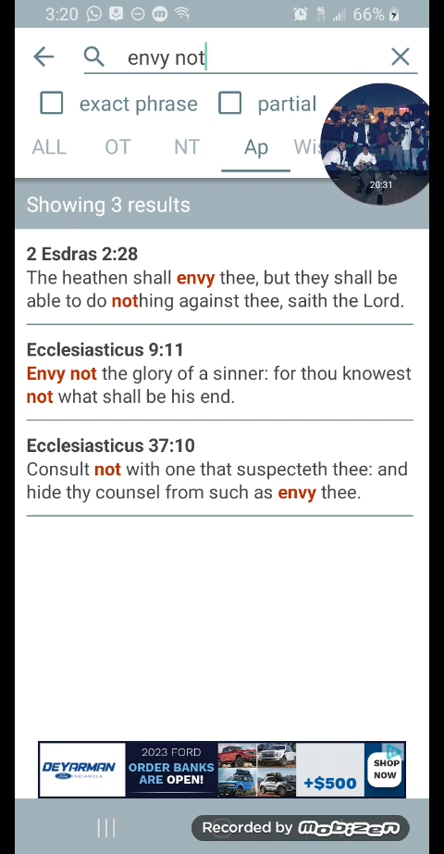 3:20 66%
envy not
exact phrase partial
ALL OT NT Ap Wis
20:31
Showing 3 results
2 Esdras 2:28
The heathen shall envy thee, but they shall be
able to do nothing against thee, saith the Lord.
Ecclesiasticus 9:11
Envy not the glory of a sinner: for thou knowest
not what shall be his end.
Ecclesiasticus 37:10
Consult not with one that suspecteth thee: and
hide thy counsel from such as envy thee.
DEYARMAN
Ford INDIANOLA
2023 FORD
ORDER BANKS
ARE OPEN!
+$500
SHOP
NOW
Recorded by Mobizen